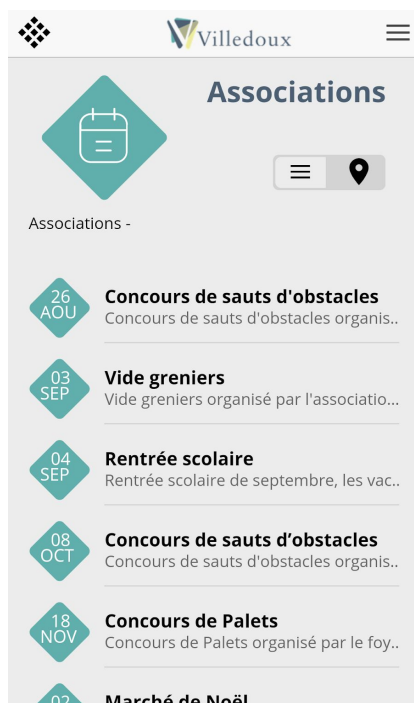 Villedoux
Associations
Associations -
26
AOU
Concours de sauts d'obstacles
Concours de sauts d'obstacles organis..
03
SEP
Vide greniers
Vide greniers organisé par l'associatio...
04
SEP
Rentrée scolaire
Rentrée scolaire de septembre, les vac..
08
OCT
Concours de sauts d’obstacles
Concours de sauts d'obstacles organis..
18
NOV
Concours de Palets
Concours de Palets organisé par le foy..
02
Marché de Noël